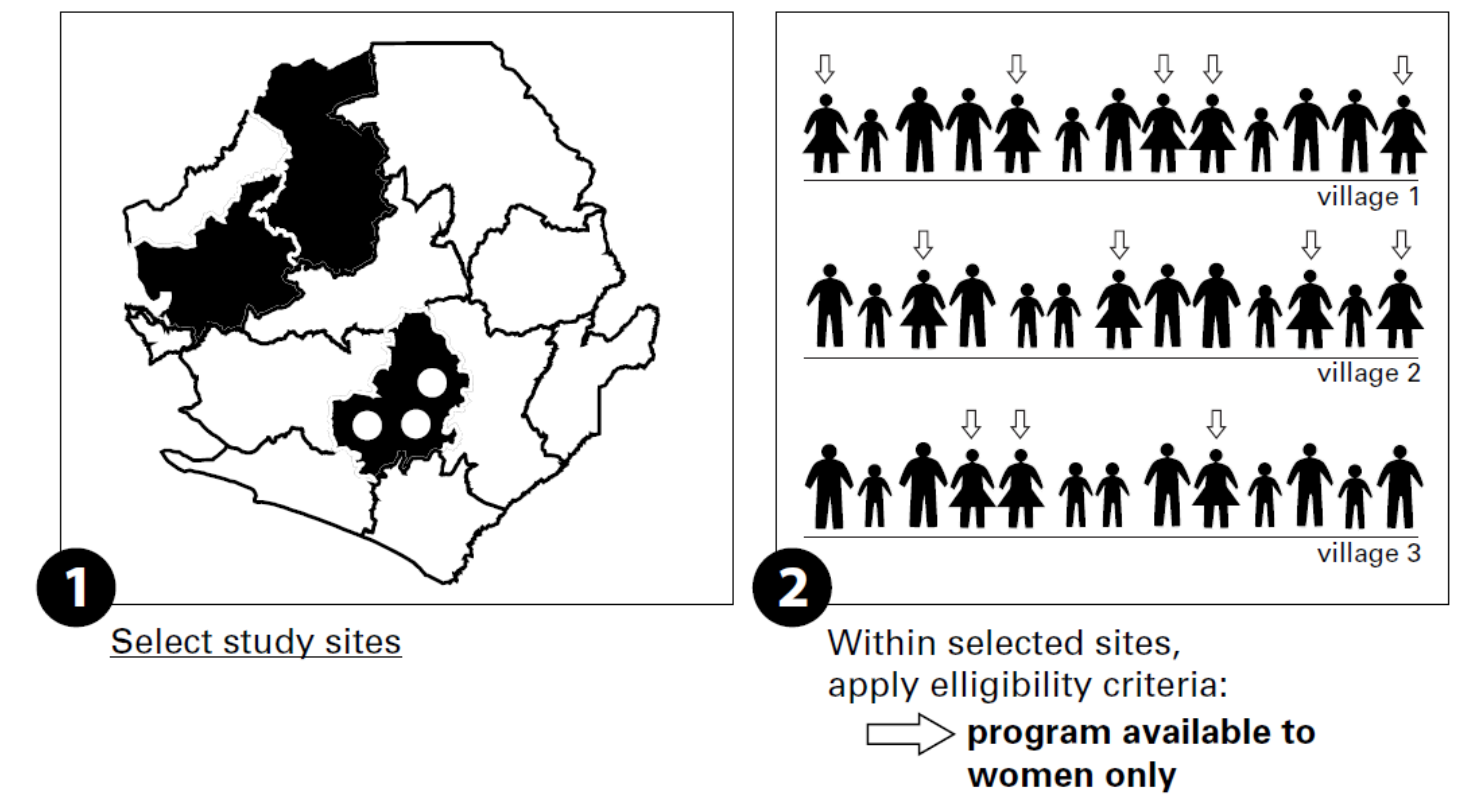 village 1
village 2
village 3
1
Select study sites
2
Within selected sites,
apply elligibility criteria:
program available to
women only